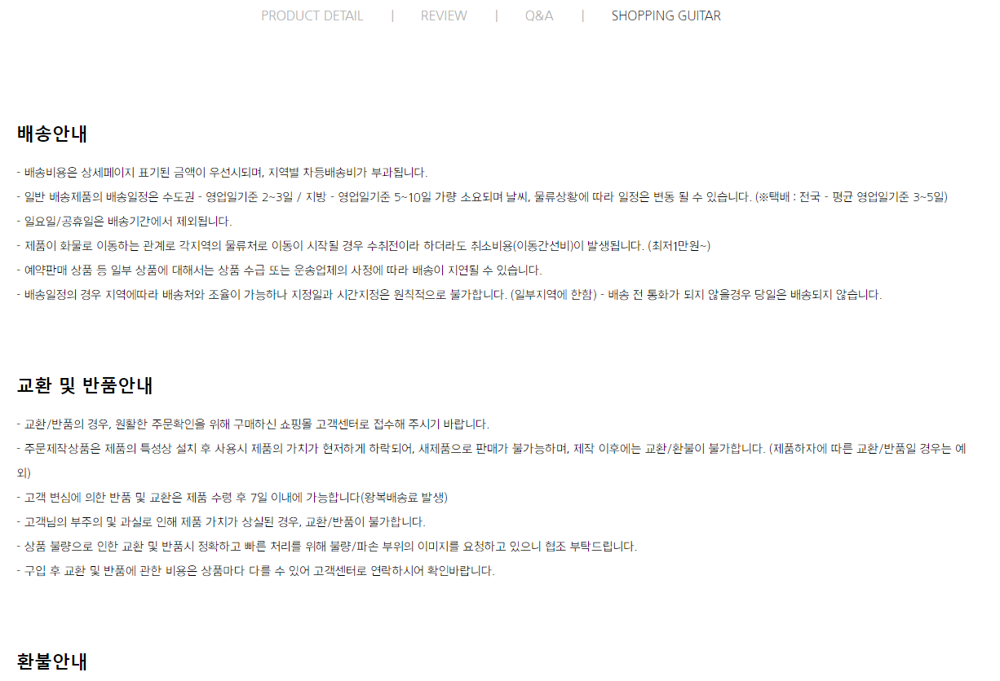 PRODUCT DETAIL | REVIEW | Q&A | SHOPPING GUITAR
배송안내
- 배송비용은 상세페이지 표기된 금액이 우선시되며, 지역별 차등배송비가 부과됩니다.
- 일반 배송제품의 배송일정은 수도권 - 영업일기준 2~3일 / 지방 - 영업일기준 5~10일 가량 소요되며 날씨, 물류상황에 따라 일정은 변동 될 수 있습니다. (※택배 : 전국 - 평균 영업일기준 3~5일)
- 일요일/공휴일은 배송기간에서 제외됩니다.
- 제품이 화물로 이동하는 관계로 각지역의 물류처로 이동이 시작될 경우 수취전이라 하더라도 취소비용(이동간선비)이 발생됩니다. (최저1만원~)
- 예약판매 상품 등 일부 상품에 대해서는 상품 수급 또는 운송업체의 사정에 따라 배송이 지연될 수 있습니다.
- 배송일정의 경우 지역에따라 배송처와 조율이 가능하나 지정일과 시간지정은 원칙적으로 불가합니다. (일부지역에 한함) - 배송 전 통화가 되지 않을경우 당일은 배송되지 않습니다.
교환 및 반품안내
- 교환/반품의 경우, 원활한 주문확인을 위해 구매하신 쇼핑몰 고객센터로 접수해 주시기 바랍니다.
- 주문제작상품은 제품의 특성상 설치 후 사용시 제품의 가치가 현저하게 하락되어, 새제품으로 판매가 불가능하며, 제작 이후에는 교환/환불이 불가합니다. (제품하자에 따른 교환/반품일 경우는 예
외)
- 고객 변심에 의한 반품 및 교환은 제품 수령 후 7일 이내에 가능합니다(왕복배송료 발생)
- 고객님의 부주의 및 과실로 인해 제품 가치가 상실된 경우, 교환/반품이 불가합니다.
- 상품 불량으로 인한 교환 및 반품시 정확하고 빠른 처리를 위해 불량/파손 부위의 이미지를 요청하고 있으니 협조 부탁드립니다.
- 구입 후 교환 및 반품에 관한 비용은 상품마다 다를 수 있어 고객센터로 연락하시어 확인바랍니다.
환불안내